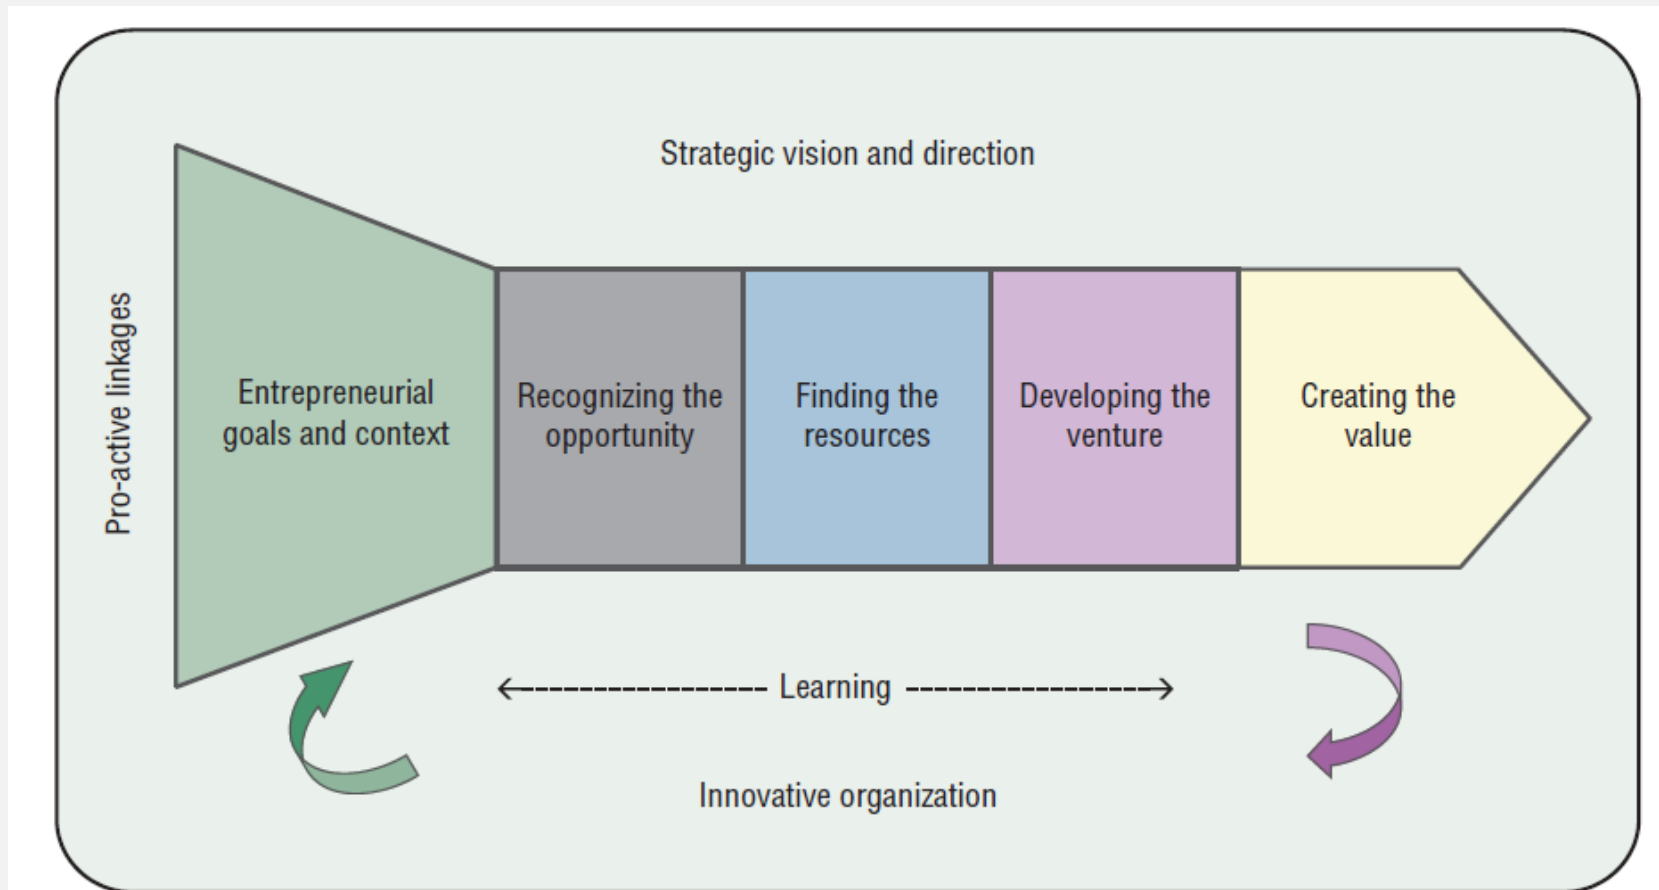 Strategic vision and direction
Pro-active linkages
Entrepreneurial
goals and context
Recognizing the
opportunity
Finding the
resources
Developing the
venture
Creating the
value
Learning
Innovative organization